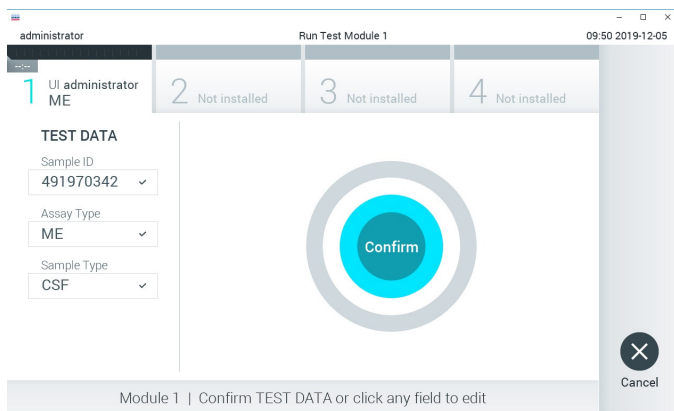 administrator
Run Test Module 1
09:50 2019-12-05
--:--
1 UI administrator
ME
2 Not installed
3 Not installed
4 Not installed
TEST DATA
Sample ID
491970342
Assay Type
ME
Sample Type
CSF
Confirm
Cancel
Module 1 | Confirm TEST DATA or click any field to edit